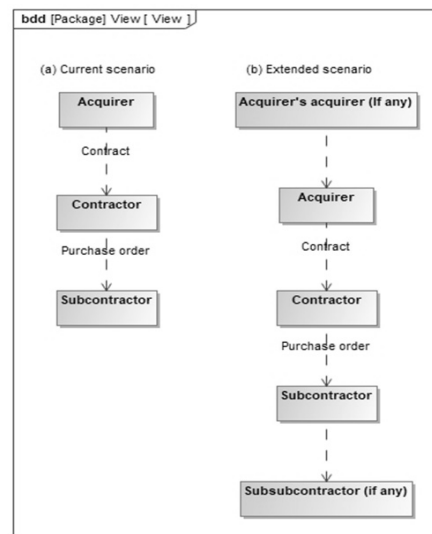 bdd [Package] View [ View ]
(a) Current scenario
Acquirer
Contract
Contractor
Purchase order
Subcontractor
(b) Extended scenario
Acquirer's acquirer (If any)
Acquirer
Contract
Contractor
Purchase order
Subcontractor
Subsubcontractor (if any)